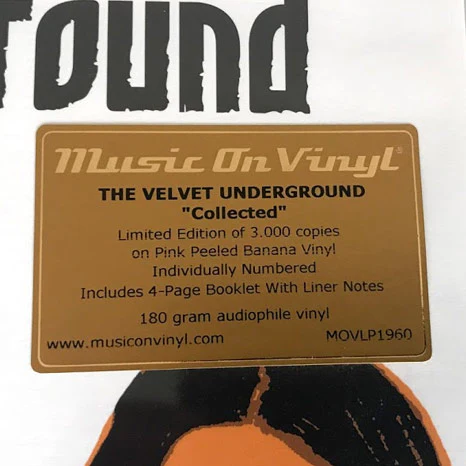 round
Music On Vinyl
THE VELVET UNDERGROUND
"Collected"
Limited Edition of 3.000 copies
on Pink Peeled Banana Vinyl
Individually Numbered
Includes 4-Page Booklet With Liner Notes
180 gram audiophile vinyl
www.musiconvinyl.com MOVLP1960